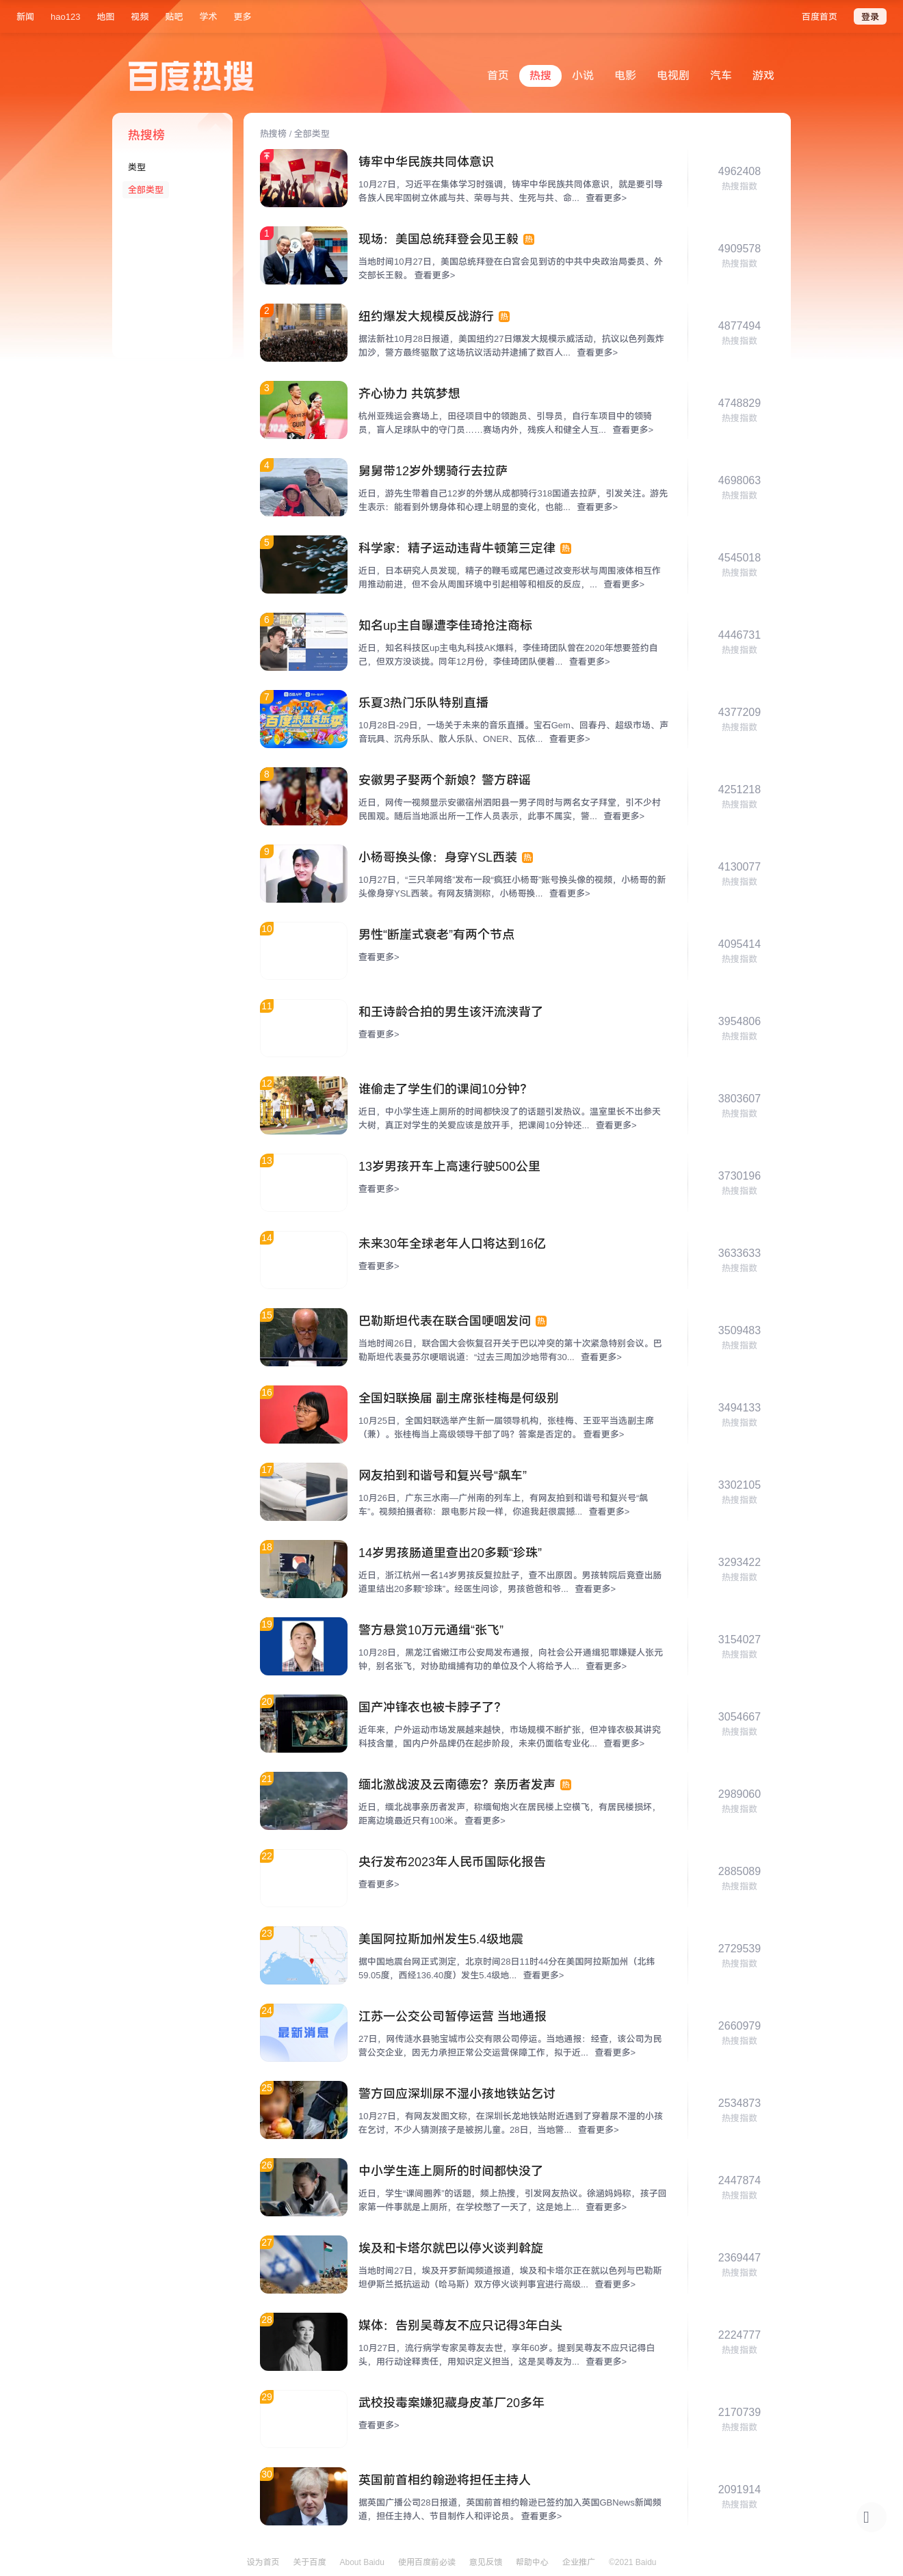 新闻 hao123 地图 视频 贴吧 学术 更多 百度首页 登录
百度热搜
首页 热搜 小说 电影 电视剧 汽车 游戏
热搜榜
类型
全部类型
热搜榜 / 全部类型
铸牢中华民族共同体意识
10月27日，习近平在集体学习时强调，铸牢中华民族共同体意识，就是要引导
各族人民牢固树立休戚与共、荣辱与共、生死与共、命... 查看更多>
4962408
热搜指数
1
现场：美国总统拜登会见王毅 热
当地时间10月27日，美国总统拜登在白宫会见到访的中共中央政治局委员、外
交部长王毅。 查看更多>
4909578
热搜指数
2
纽约爆发大规模反战游行 热
据法新社10月28日报道，美国纽约27日爆发大规模示威活动，抗议以色列轰炸
加沙，警方最终驱散了这场抗议活动并逮捕了数百人... 查看更多>
4877494
热搜指数
3
齐心协力 共筑梦想
杭州亚残运会赛场上，田径项目中的领跑员、引导员，自行车项目中的领骑
员，盲人足球队中的守门员……赛场内外，残疾人和健全人互... 查看更多>
4748829
热搜指数
4
舅舅带12岁外甥骑行去拉萨
近日，游先生带着自己12岁的外甥从成都骑行318国道去拉萨，引发关注。游先
生表示：能看到外甥身体和心理上明显的变化，也能... 查看更多>
4698063
热搜指数
5
科学家：精子运动违背牛顿第三定律 热
近日，日本研究人员发现，精子的鞭毛或尾巴通过改变形状与周围液体相互作
用推动前进，但不会从周围环境中引起相等和相反的反应，... 查看更多>
4545018
热搜指数
6
知名up主自曝遭李佳琦抢注商标
近日，知名科技区up主电丸科技AK爆料，李佳琦团队曾在2020年想要签约自
己，但双方没谈拢。同年12月份，李佳琦团队便着... 查看更多>
4446731
热搜指数
7
百度未来音乐季
乐夏3热门乐队特别直播
10月28日-29日，一场关于未来的音乐直播。宝石Gem、回春丹、超级市场、声
音玩具、沉舟乐队、散人乐队、ONER、瓦依... 查看更多>
4377209
热搜指数
8
安徽男子娶两个新娘？警方辟谣
近日，网传一视频显示安徽宿州泗阳县一男子同时与两名女子拜堂，引不少村
民围观。随后当地派出所一工作人员表示，此事不属实，警... 查看更多>
4251218
热搜指数
9
小杨哥换头像：身穿YSL西装 热
10月27日，“三只羊网络”发布一段“疯狂小杨哥”账号换头像的视频，小杨哥的新
头像身穿YSL西装。有网友猜测称，小杨哥换... 查看更多>
4130077
热搜指数
10
男性“断崖式衰老”有两个节点
查看更多>
4095414
热搜指数
11
和王诗龄合拍的男生该汗流浃背了
查看更多>
3954806
热搜指数
12
谁偷走了学生们的课间10分钟？
近日，中小学生连上厕所的时间都快没了的话题引发热议。温室里长不出参天
大树，真正对学生的关爱应该是放开手，把课间10分钟还... 查看更多>
3803607
热搜指数
13
13岁男孩开车上高速行驶500公里
查看更多>
3730196
热搜指数
14
未来30年全球老年人口将达到16亿
查看更多>
3633633
热搜指数
15
巴勒斯坦代表在联合国哽咽发问 热
当地时间26日，联合国大会恢复召开关于巴以冲突的第十次紧急特别会议。巴
勒斯坦代表曼苏尔哽咽说道：“过去三周加沙地带有30... 查看更多>
3509483
热搜指数
16
全国妇联换届 副主席张桂梅是何级别
10月25日，全国妇联选举产生新一届领导机构，张桂梅、王亚平当选副主席
（兼）。张桂梅当上高级领导干部了吗？答案是否定的。 查看更多>
3494133
热搜指数
17
网友拍到和谐号和复兴号“飙车”
10月26日，广东三水南—广州南的列车上，有网友拍到和谐号和复兴号“飙
车”。视频拍摄者称：跟电影片段一样，你追我赶很震撼... 查看更多>
3302105
热搜指数
18
14岁男孩肠道里查出20多颗“珍珠”
近日，浙江杭州一名14岁男孩反复拉肚子，查不出原因。男孩转院后竟查出肠
道里结出20多颗“珍珠”。经医生问诊，男孩爸爸和爷... 查看更多>
3293422
热搜指数
19
警方悬赏10万元通缉“张飞”
10月28日，黑龙江省嫩江市公安局发布通报，向社会公开通缉犯罪嫌疑人张元
钟，别名张飞，对协助缉捕有功的单位及个人将给予人... 查看更多>
3154027
热搜指数
20
国产冲锋衣也被卡脖子了？
近年来，户外运动市场发展越来越快，市场规模不断扩张，但冲锋衣极其讲究
科技含量，国内户外品牌仍在起步阶段，未来仍面临专业化... 查看更多>
3054667
热搜指数
21
缅北激战波及云南德宏？亲历者发声 热
近日，缅北战事亲历者发声，称缅甸炮火在居民楼上空横飞，有居民楼损坏，
距离边境最近只有100米。 查看更多>
2989060
热搜指数
22
央行发布2023年人民币国际化报告
查看更多>
2885089
热搜指数
23
美国阿拉斯加州发生5.4级地震
据中国地震台网正式测定，北京时间28日11时44分在美国阿拉斯加州（北纬
59.05度，西经136.40度）发生5.4级地... 查看更多>
2729539
热搜指数
24
最新消息
江苏一公交公司暂停运营 当地通报
27日，网传涟水县驰宝城市公交有限公司停运。当地通报：经查，该公司为民
营公交企业，因无力承担正常公交运营保障工作，拟于近... 查看更多>
2660979
热搜指数
25
警方回应深圳尿不湿小孩地铁站乞讨
10月27日，有网友发图文称，在深圳长龙地铁站附近遇到了穿着尿不湿的小孩
在乞讨，不少人猜测孩子是被拐儿童。28日，当地警... 查看更多>
2534873
热搜指数
26
中小学生连上厕所的时间都快没了
近日，学生“课间圈养”的话题，频上热搜，引发网友热议。徐涵妈妈称，孩子回
家第一件事就是上厕所，在学校憋了一天了，这是她上... 查看更多>
2447874
热搜指数
27
埃及和卡塔尔就巴以停火谈判斡旋
当地时间27日，埃及开罗新闻频道报道，埃及和卡塔尔正在就以色列与巴勒斯
坦伊斯兰抵抗运动（哈马斯）双方停火谈判事宜进行高级... 查看更多>
2369447
热搜指数
28
媒体：告别吴尊友不应只记得3年白头
10月27日，流行病学专家吴尊友去世，享年60岁。提到吴尊友不应只记得白
头，用行动诠释责任，用知识定义担当，这是吴尊友为... 查看更多>
2224777
热搜指数
29
武校投毒案嫌犯藏身皮革厂20多年
查看更多>
2170739
热搜指数
30
英国前首相约翰逊将担任主持人
据英国广播公司28日报道，英国前首相约翰逊已签约加入英国GBNews新闻频
道，担任主持人、节目制作人和评论员。 查看更多>
2091914
热搜指数
设为首页 关于百度 About Baidu 使用百度前必读 意见反馈 帮助中心 企业推广 ©2021 Baidu